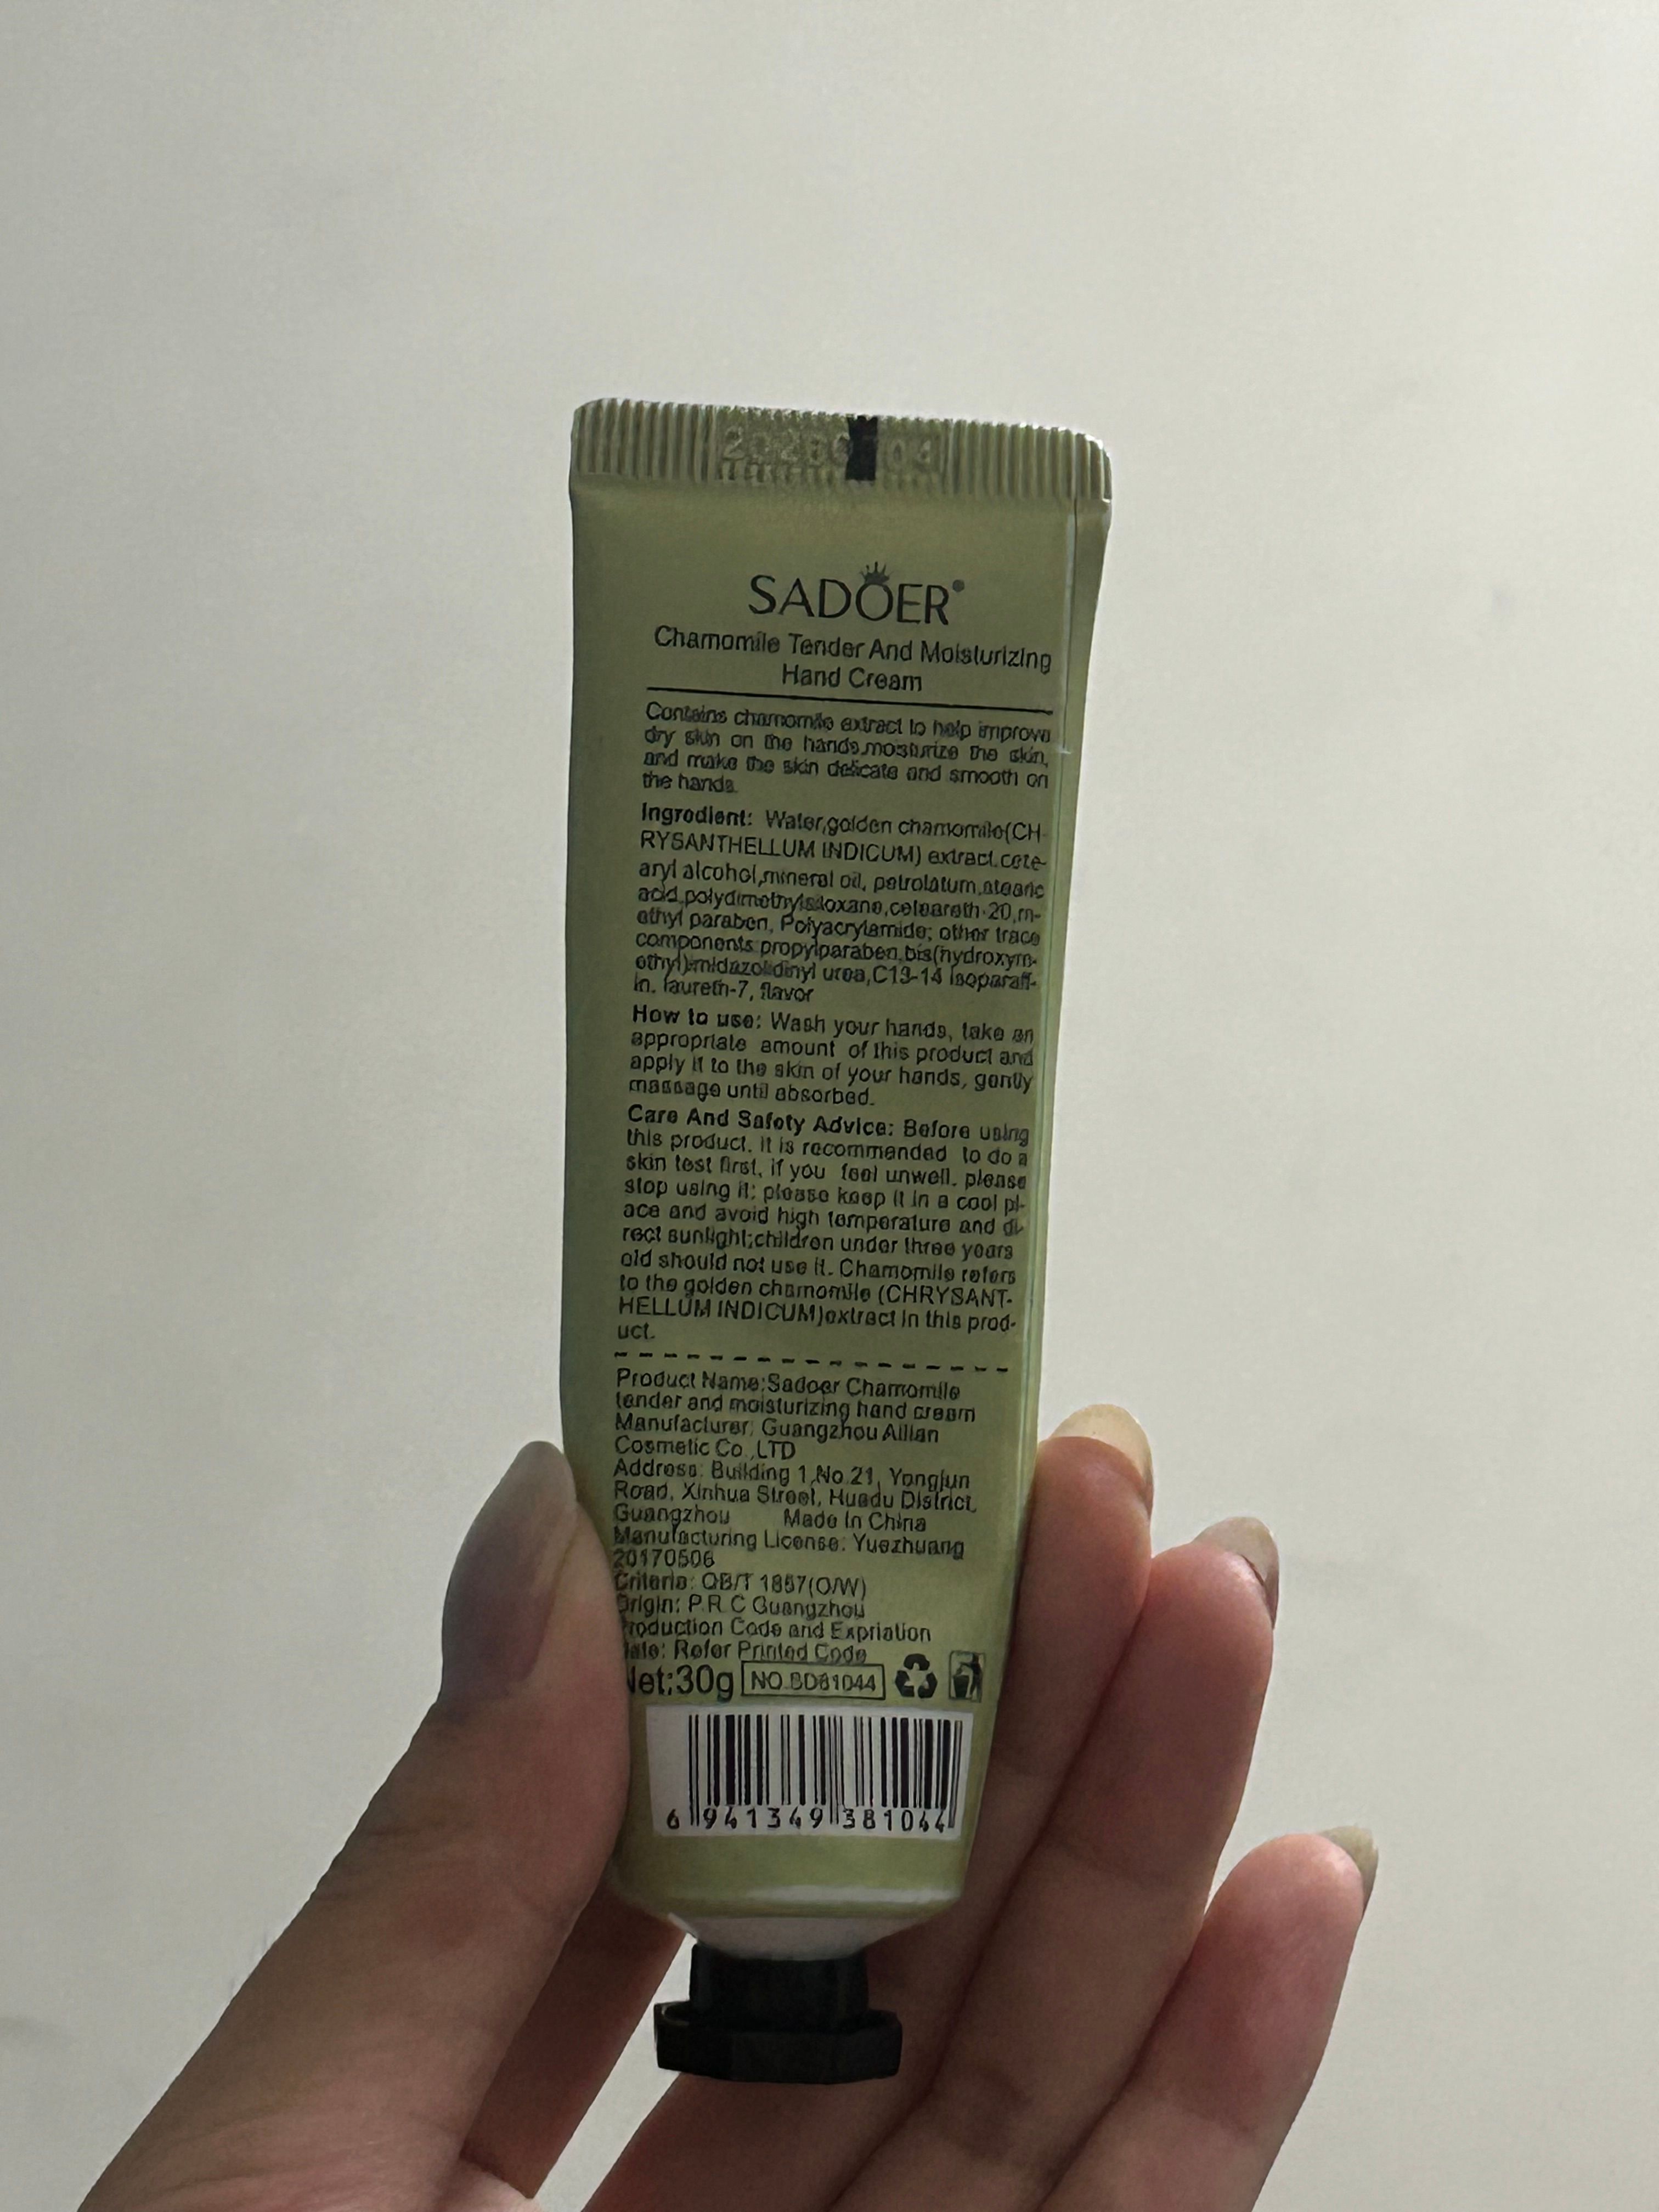 SADOER
Chamomile Tender And Moisturizing
Hand Cream
Contains chamomile extract to help improve
dry skin on the hands,moisturize the skin,
and make the skin delicate and smooth on
the hands.
Ingredient: Water,golden chamomile(CH-
RYSANTHELLUM INDICUM) extract,cete-
aryl alcohol,mineral oil, petrolatum,stearic
acid,polydimethylsiloxane,ceteareth-20,m-
ethyl paraben, Polyacrylamide; other trace
components:propylparaben,bis(hydroxym-
ethyl)imidazolidinyl urea,C13-14 Isoparaff-
in, laureth-7, flavor
How to use: Wash your hands, take an
appropriate amount of this product and
apply it to the skin of your hands, gently
massage until absorbed.
Care And Safety Advice: Before using
this product, it is recommended to do a
skin test first, if you feel unwell, please
stop using it; please keep it in a cool pl-
ace and avoid high temperature and di-
rect sunlight;children under three years
old should not use it. Chamomile refers
to the golden chamomile (CHRYSANT-
HELLUM INDICUM)extract in this prod-
uct.
Product Name:Sadoer Chamomile
tender and moisturizing hand cream
Manufacturer: Guangzhou Ailian
Cosmetic Co.,LTD
Address: Building 1,No.21, Yongjun
Road, Xinhua Street, Huadu District,
Guangzhou Made In China
Manufacturing License: Yuezhuang
20170506
Criteria: QB/T 1857(O/W)
Origin: P.R.C Guangzhou
Production Code and Expriation
Date: Refer Printed Code
Net:30g NO.SD81044
6 941349 381044